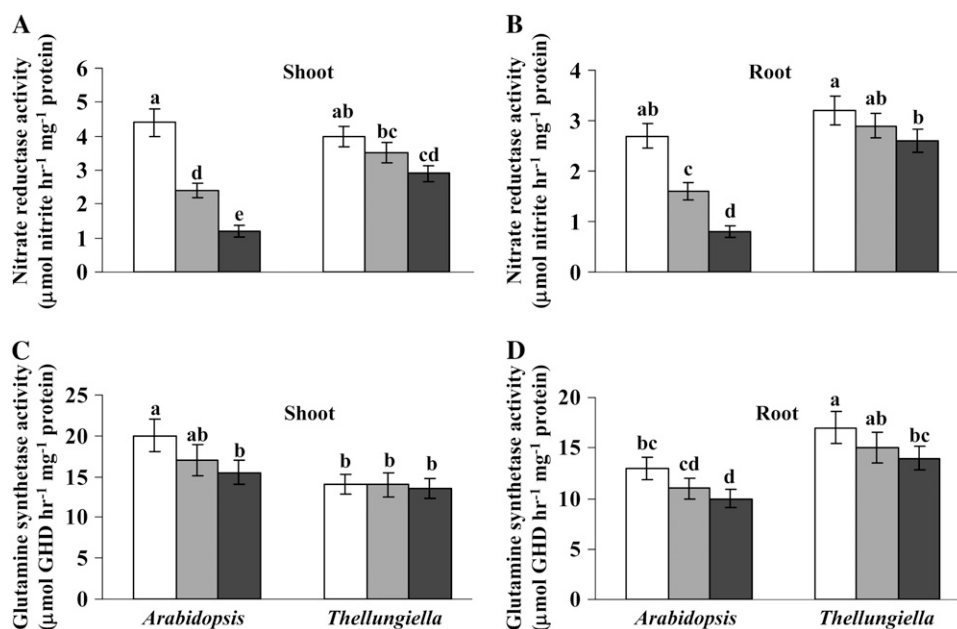 A
Nitrate reductase activity
(μmol nitrite hr⁻¹ mg⁻¹ protein)
Shoot
6
5
4
3
2
1
0
a
d
e
ab
bc
cd
B
Nitrate reductase activity
(μmol nitrite hr⁻¹ mg⁻¹ protein)
Root
4
3
2
1
0
ab
c
d
a
ab
b
C
Glutamine synthetase activity
(μmol GHD hr⁻¹ mg⁻¹ protein)
Shoot
25
20
15
10
5
0
a
ab
b
b
b
b
Arabidopsis
Thellungiella
D
Glutamine synthetase activity
(μmol GHD hr⁻¹ mg⁻¹ protein)
Root
20
15
10
5
0
bc
cd
d
a
ab
bc
Arabidopsis
Thellungiella